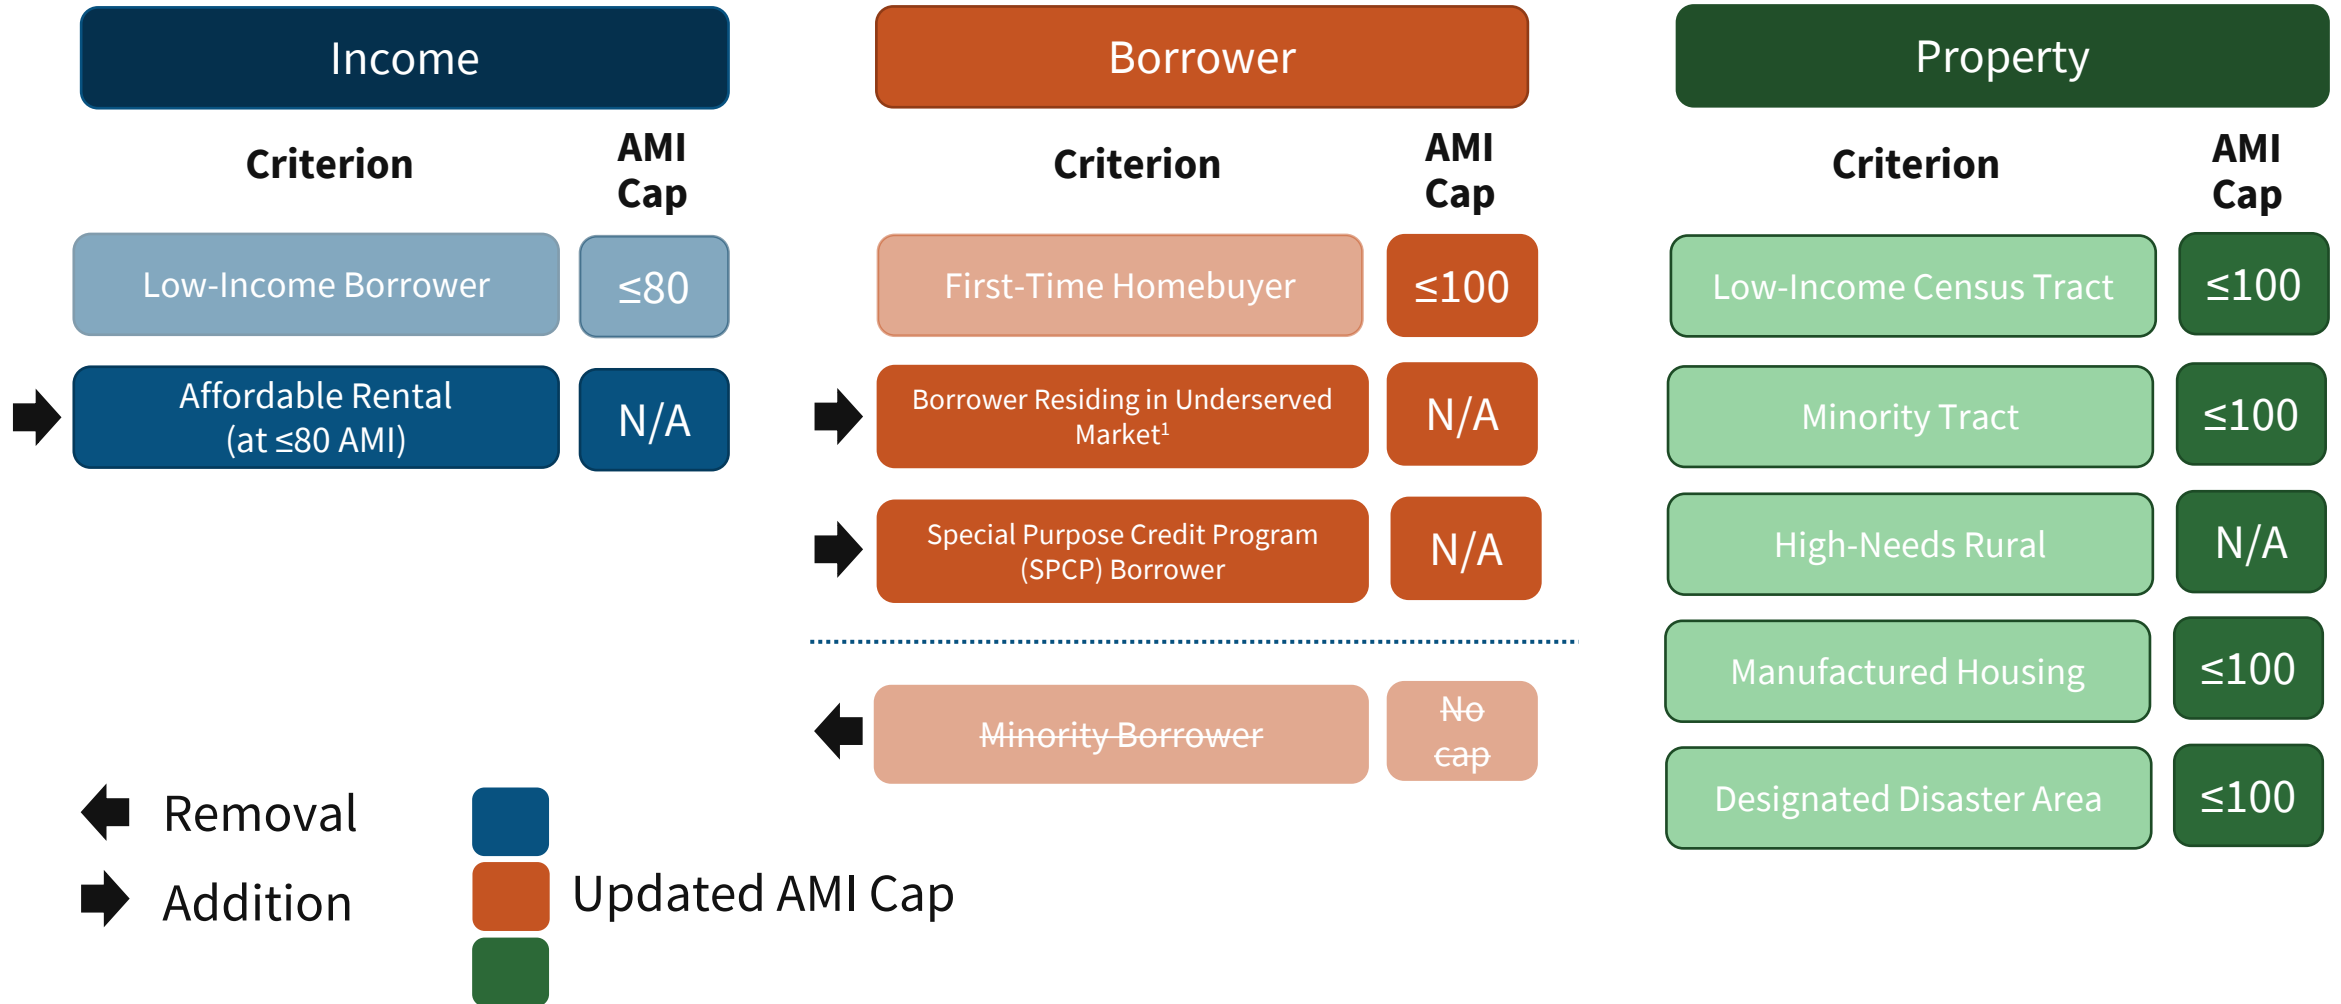 Income
Criterion
AMI
Cap
Low-Income Borrower
≤80
Affordable Rental
(at ≤80 AMI)
N/A
Borrower
Criterion
AMI
Cap
First-Time Homebuyer
≤100
Borrower Residing in Underserved
Market¹
N/A
Special Purpose Credit Program
(SPCP) Borrower
N/A
Minority Borrower
No
cap
Property
Criterion
AMI
Cap
Low-Income Census Tract
≤100
Minority Tract
≤100
High-Needs Rural
N/A
Manufactured Housing
≤100
Designated Disaster Area
≤100
Removal
Addition
Updated AMI Cap